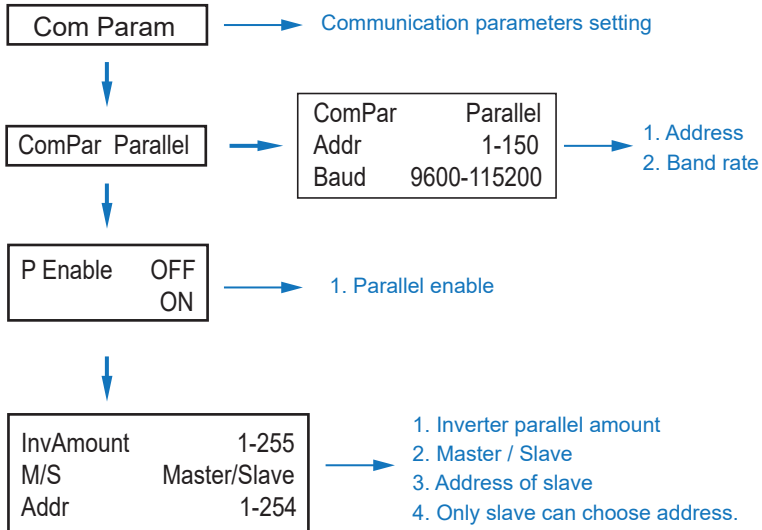 Com Param
Communication parameters setting
ComPar Parallel
ComPar Parallel
Addr 1-150
Baud 9600-115200
1. Address
2. Band rate
P Enable OFF
ON
1. Parallel enable
InvAmount 1-255
M/S Master/Slave
Addr 1-254
1. Inverter parallel amount
2. Master / Slave
3. Address of slave
4. Only slave can choose address.